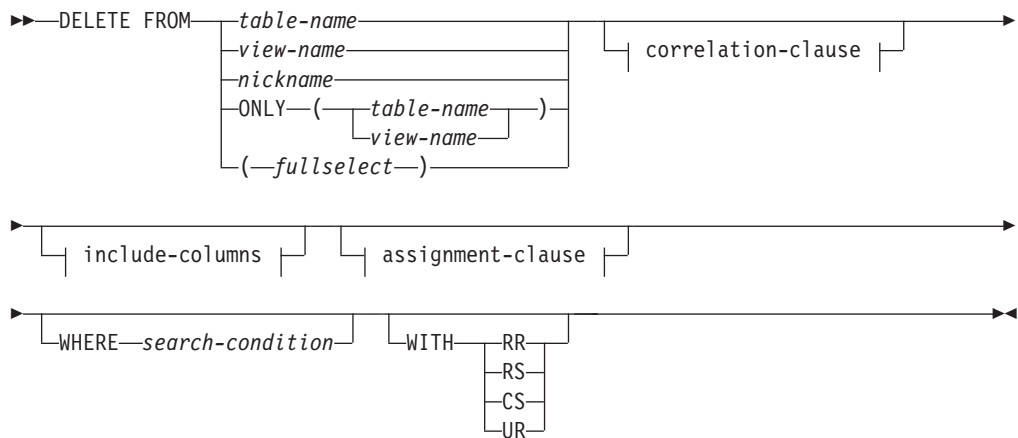 DELETE FROM table-name correlation-clause
view-name
nickname
ONLY ( table-name )
view-name
( fullselect )
include-columns assignment-clause
WHERE search-condition WITH RR
RS
CS
UR